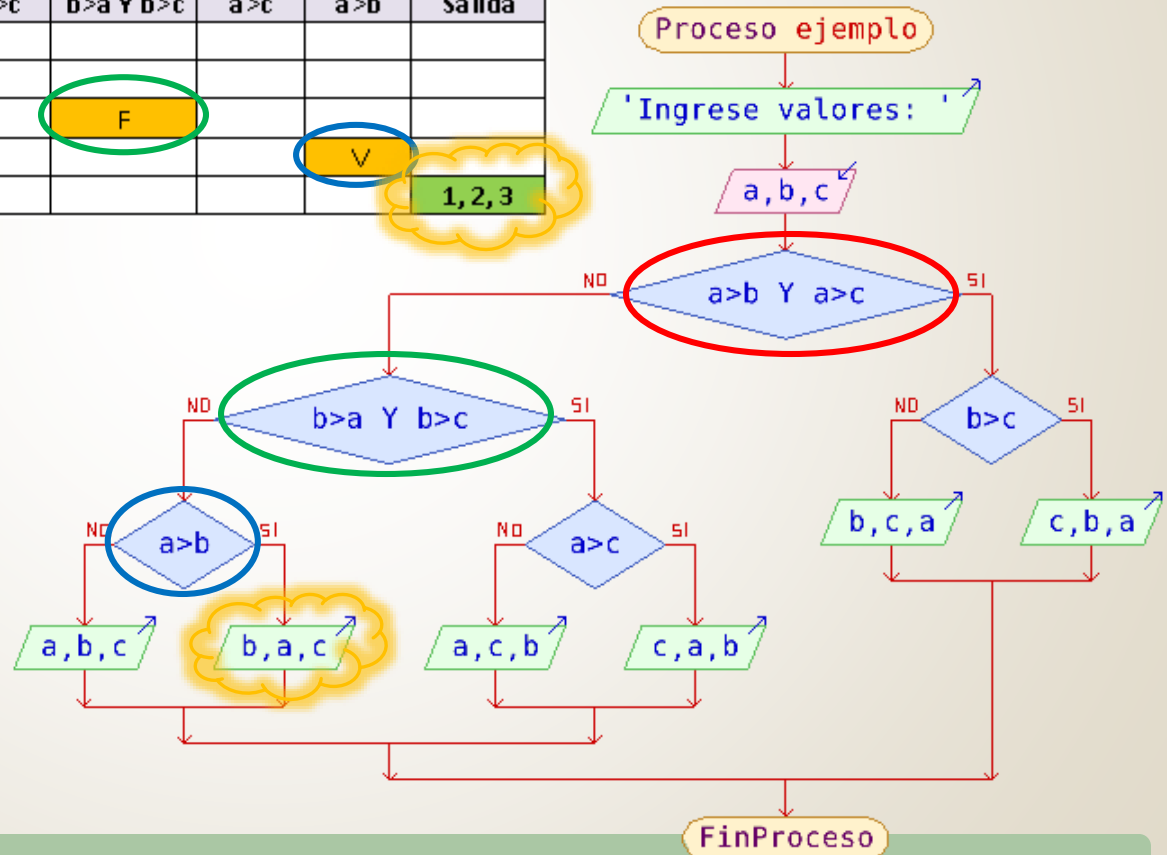 >c b>a Y b>c a>c a>b Salida
F
V
1,2,3
Proceso ejemplo
'Ingrese valores: '
a,b,c
NO a>b Y a>c SI
NO b>a Y b>c SI
NO b>c SI
NO a>b SI
NO a>c SI
b,c,a
c,b,a
a,b,c
b,a,c
a,c,b
c,a,b
FinProceso